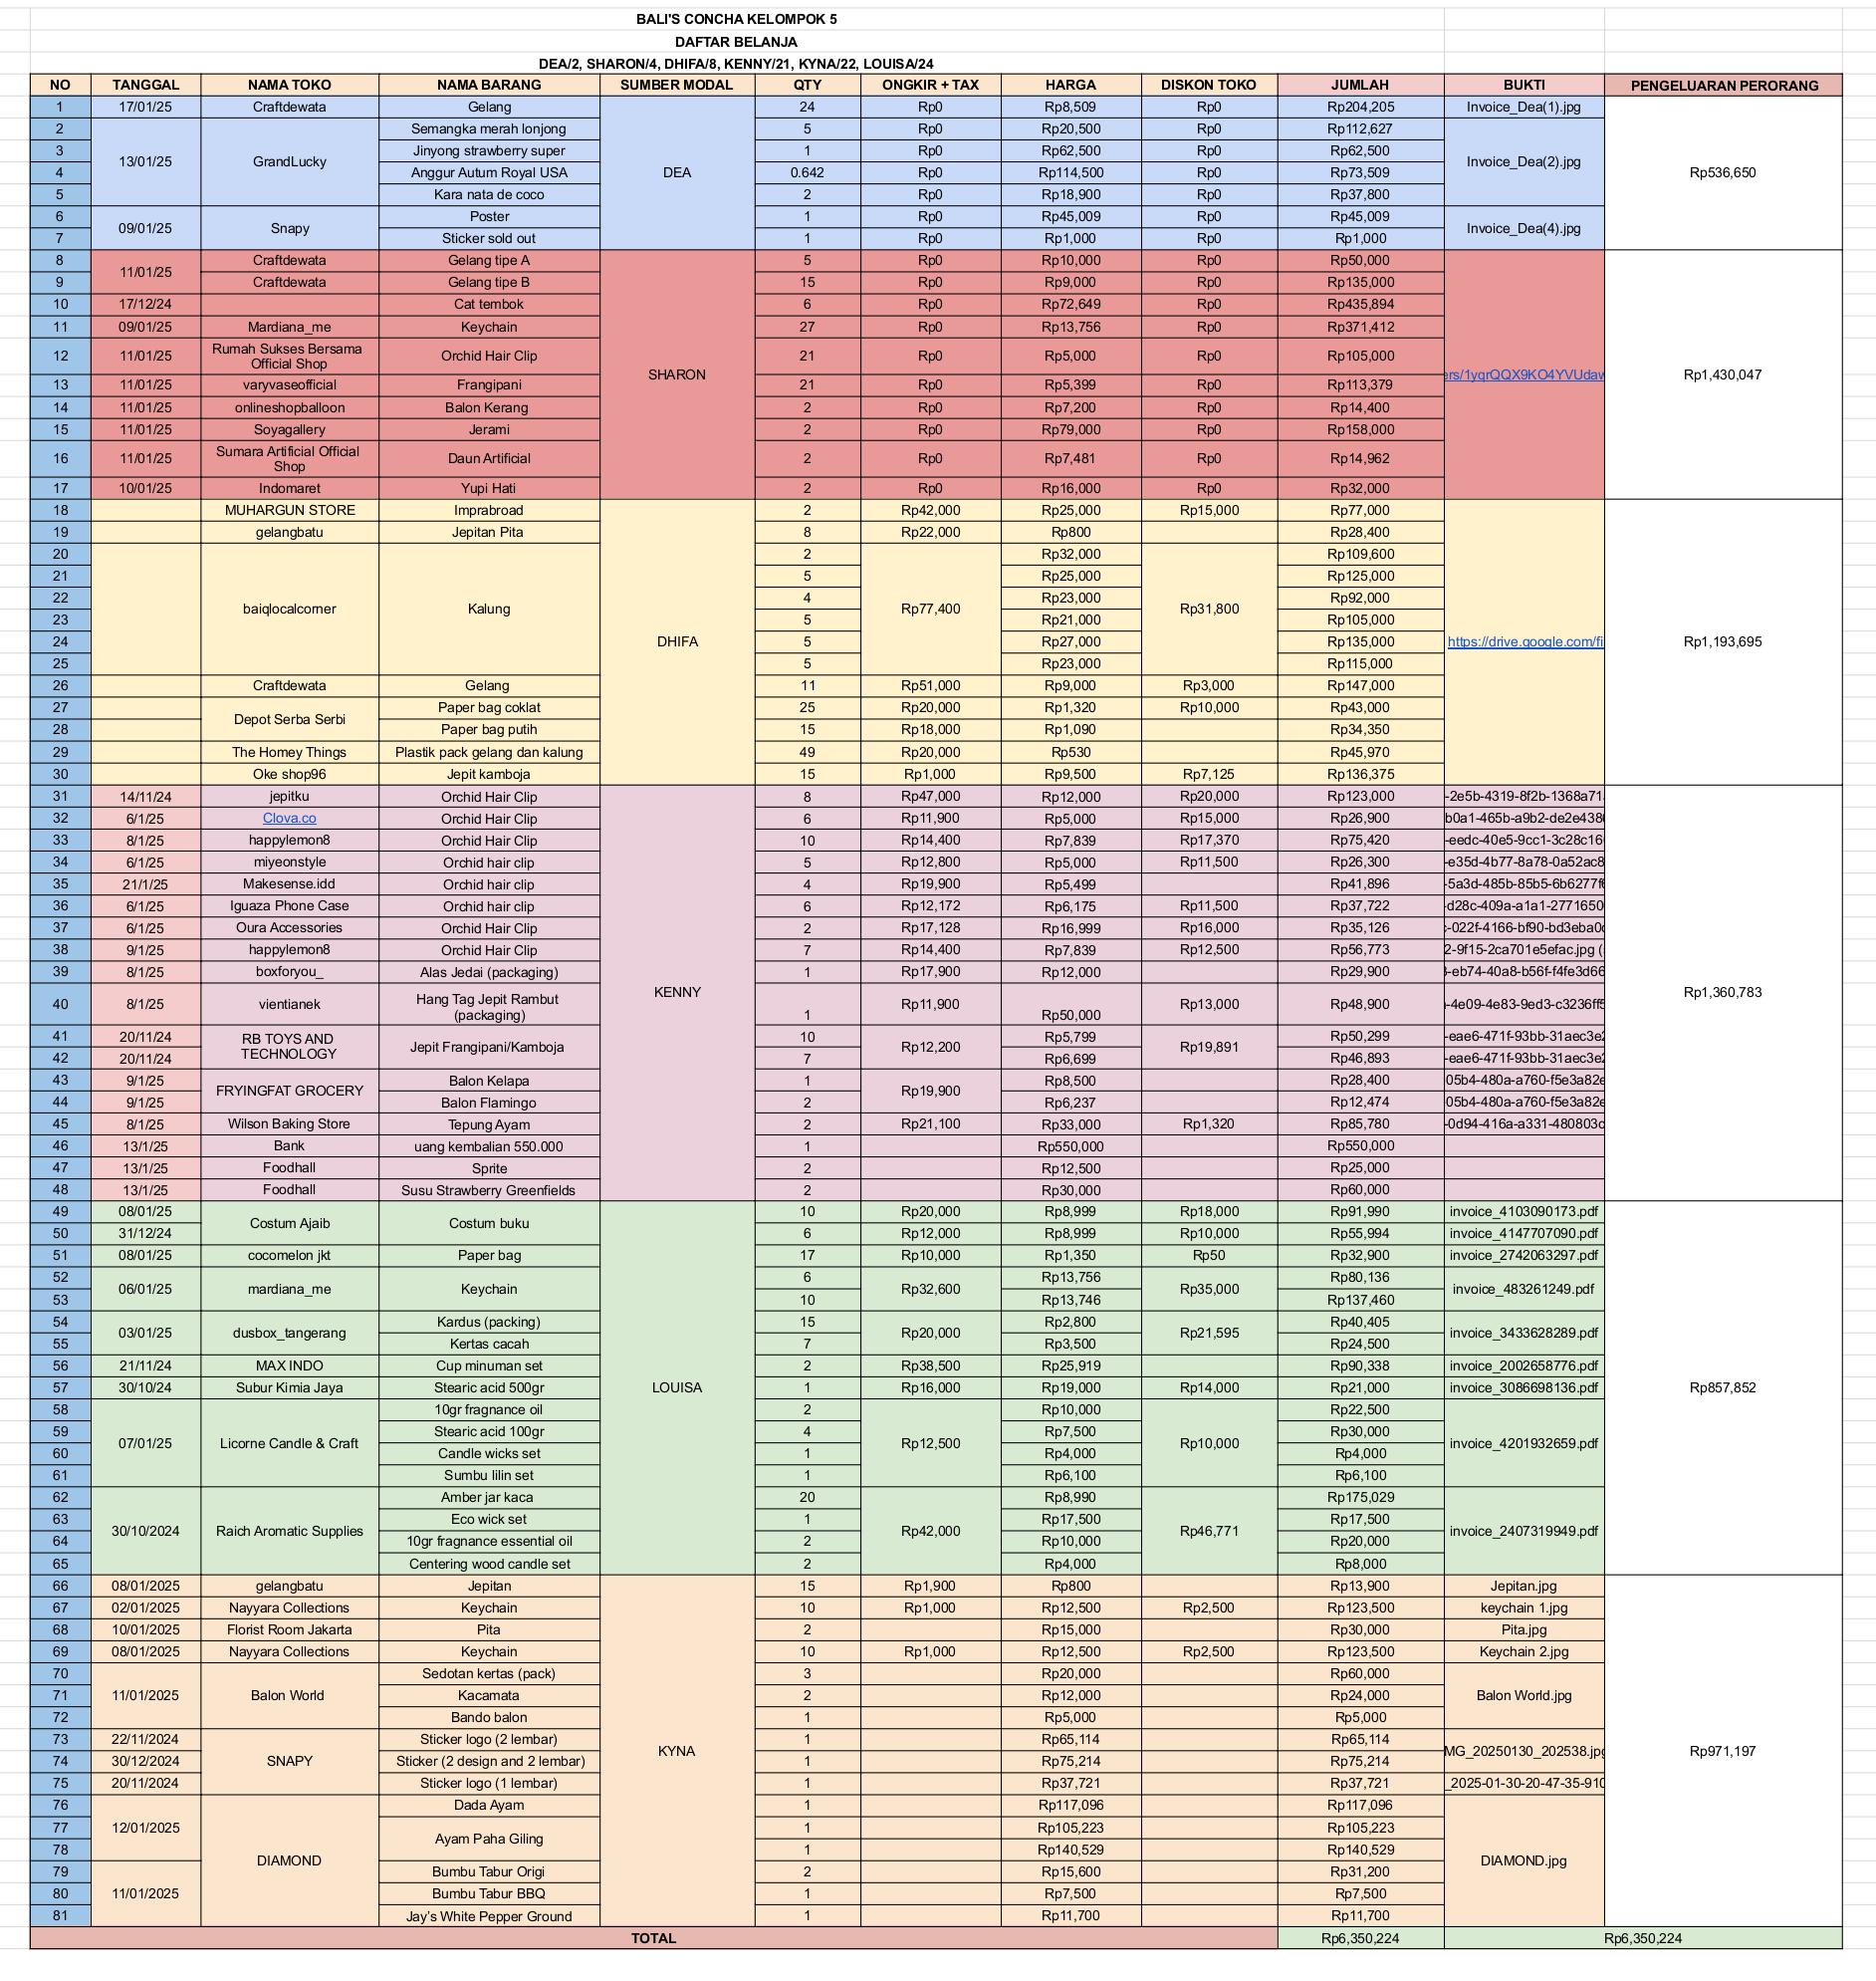 BALI'S CONCHA KELOMPOK 5
DAFTAR BELANJA
DEA/2, SHARON/4, DHIFA/8, KENNY/21, KYNA/22, LOUISA/24
NO TANGGAL NAMA TOKO NAMA BARANG SUMBER MODAL QTY ONGKIR + TAX HARGA DISKON TOKO JUMLAH BUKTI PENGELUARAN PERORANG
1 17/01/25 Craftdewata Gelang DEA 24 Rp0 Rp8,509 Rp0 Rp204,205 Invoice_Dea(1).jpg Rp536,650
2 13/01/25 GrandLucky Semangka merah lonjong 5 Rp0 Rp20,500 Rp0 Rp112,627 Invoice_Dea(2).jpg
3 Jinyong strawberry super 1 Rp0 Rp62,500 Rp0 Rp62,500
4 Anggur Autum Royal USA 0.642 Rp0 Rp114,500 Rp0 Rp73,509
5 Kara nata de coco 2 Rp0 Rp18,900 Rp0 Rp37,800
6 09/01/25 Snapy Poster 1 Rp0 Rp45,009 Rp0 Rp45,009 Invoice_Dea(4).jpg
7 Sticker sold out 1 Rp0 Rp1,000 Rp0 Rp1,000
8 11/01/25 Craftdewata Gelang tipe A SHARON 5 Rp0 Rp10,000 Rp0 Rp50,000 ers/1yqrQQX9KO4YVUdaw Rp1,430,047
9 Craftdewata Gelang tipe B 15 Rp0 Rp9,000 Rp0 Rp135,000
10 17/12/24 Cat tembok 6 Rp0 Rp72,649 Rp0 Rp435,894
11 09/01/25 Mardiana_me Keychain 27 Rp0 Rp13,756 Rp0 Rp371,412
12 11/01/25 Rumah Sukses Bersama Official Shop Orchid Hair Clip 21 Rp0 Rp5,000 Rp0 Rp105,000
13 11/01/25 varyvaseofficial Frangipani 21 Rp0 Rp5,399 Rp0 Rp113,379
14 11/01/25 onlineshopballoon Balon Kerang 2 Rp0 Rp7,200 Rp0 Rp14,400
15 11/01/25 Soyagallery Jerami 2 Rp0 Rp79,000 Rp0 Rp158,000
16 11/01/25 Sumara Artificial Official Shop Daun Artificial 2 Rp0 Rp7,481 Rp0 Rp14,962
17 10/01/25 Indomaret Yupi Hati 2 Rp0 Rp16,000 Rp0 Rp32,000
18 MUHARGUN STORE Imprabroad DHIFA 2 Rp42,000 Rp25,000 Rp15,000 Rp77,000 https://drive.google.com/fi Rp1,193,695
19 gelangbatu Jepitan Pita 8 Rp22,000 Rp800 Rp28,400
20 baiqlocalcorner Kalung 2 Rp77,400 Rp32,000 Rp31,800 Rp109,600
21 5 Rp25,000 Rp125,000
22 4 Rp23,000 Rp92,000
23 5 Rp21,000 Rp105,000
24 5 Rp27,000 Rp135,000
25 5 Rp23,000 Rp115,000
26 Craftdewata Gelang 11 Rp51,000 Rp9,000 Rp3,000 Rp147,000
27 Depot Serba Serbi Paper bag coklat 25 Rp20,000 Rp1,320 Rp10,000 Rp43,000
28 Paper bag putih 15 Rp18,000 Rp1,090 Rp34,350
29 The Homey Things Plastik pack gelang dan kalung 49 Rp20,000 Rp530 Rp45,970
30 Oke shop96 Jepit kamboja 15 Rp1,000 Rp9,500 Rp7,125 Rp136,375
31 14/11/24 jepitku Orchid Hair Clip KENNY 8 Rp47,000 Rp12,000 Rp20,000 Rp123,000 -2e5b-4319-8f2b-1368a71 Rp1,360,783
32 6/1/25 Clova.co Orchid Hair Clip 6 Rp11,900 Rp5,000 Rp15,000 Rp26,900 b0a1-465b-a9b2-de2e438
33 8/1/25 happylemon8 Orchid Hair Clip 10 Rp14,400 Rp7,839 Rp17,370 Rp75,420 -eedc-40e5-9cc1-3c28c16
34 6/1/25 miyeonstyle Orchid hair clip 5 Rp12,800 Rp5,000 Rp11,500 Rp26,300 -e35d-4b77-8a78-0a52ac8
35 21/1/25 Makesense.idd Orchid hair clip 4 Rp19,900 Rp5,499 Rp41,896 -5a3d-485b-85b5-6b6277f
36 6/1/25 Iguaza Phone Case Orchid hair clip 6 Rp12,172 Rp6,175 Rp11,500 Rp37,722 -d28c-409a-a1a1-2771650
37 6/1/25 Oura Accessories Orchid Hair Clip 2 Rp17,128 Rp16,999 Rp16,000 Rp35,126 -022f-4166-bf90-bd3eba0
38 9/1/25 happylemon8 Orchid Hair Clip 7 Rp14,400 Rp7,839 Rp12,500 Rp56,773 2-9f15-2ca701e5efac.jpg (
39 8/1/25 boxforyou_ Alas Jedai (packaging) 1 Rp17,900 Rp12,000 Rp29,900 -eb74-40a8-b56f-f4fe3d66
40 8/1/25 vientianek Hang Tag Jepit Rambut (packaging) 1 Rp11,900 Rp50,000 Rp13,000 Rp48,900 -4e09-4e83-9ed3-c3236ff5
41 20/11/24 RB TOYS AND TECHNOLOGY Jepit Frangipani/Kamboja 10 Rp12,200 Rp5,799 Rp19,891 Rp50,299 -eae6-471f-93bb-31aec3e2
42 20/11/24 7 Rp6,699 Rp46,893 -eae6-471f-93bb-31aec3e2
43 9/1/25 FRYINGFAT GROCERY Balon Kelapa 1 Rp19,900 Rp8,500 Rp28,400 05b4-480a-a760-f5e3a82e
44 9/1/25 Balon Flamingo 2 Rp6,237 Rp12,474 05b4-480a-a760-f5e3a82e
45 8/1/25 Wilson Baking Store Tepung Ayam 2 Rp21,100 Rp33,000 Rp1,320 Rp85,780 -0d94-416a-a331-480803c
46 13/1/25 Bank uang kembalian 550.000 1 Rp550,000 Rp550,000
47 13/1/25 Foodhall Sprite 2 Rp12,500 Rp25,000
48 13/1/25 Foodhall Susu Strawberry Greenfields 2 Rp30,000 Rp60,000
49 08/01/25 Costum Ajaib Costum buku LOUISA 10 Rp20,000 Rp8,999 Rp18,000 Rp91,990 invoice_4103090173.pdf Rp857,852
50 31/12/24 6 Rp12,000 Rp8,999 Rp10,000 Rp55,994 invoice_4147707090.pdf
51 08/01/25 cocomelon jkt Paper bag 17 Rp10,000 Rp1,350 Rp50 Rp32,900 invoice_2742063297.pdf
52 06/01/25 mardiana_me Keychain 6 Rp32,600 Rp13,756 Rp35,000 Rp80,136 invoice_483261249.pdf
53 10 Rp13,746 Rp137,460
54 03/01/25 dusbox_tangerang Kardus (packing) 15 Rp20,000 Rp2,800 Rp21,595 Rp40,405 invoice_3433628289.pdf
55 Kertas cacah 7 Rp3,500 Rp24,500
56 21/11/24 MAX INDO Cup minuman set 2 Rp38,500 Rp25,919 Rp90,338 invoice_2002658776.pdf
57 30/10/24 Subur Kimia Jaya Stearic acid 500gr 1 Rp16,000 Rp19,000 Rp14,000 Rp21,000 invoice_3086698136.pdf
58 07/01/25 Licorne Candle & Craft 10gr fragnance oil 2 Rp12,500 Rp10,000 Rp10,000 Rp22,500 invoice_4201932659.pdf
59 Stearic acid 100gr 4 Rp7,500 Rp30,000
60 Candle wicks set 1 Rp4,000 Rp4,000
61 Sumbu lilin set 1 Rp6,100 Rp6,100
62 30/10/2024 Raich Aromatic Supplies Amber jar kaca 20 Rp42,000 Rp8,990 Rp46,771 Rp175,029 invoice_2407319949.pdf
63 Eco wick set 1 Rp17,500 Rp17,500
64 10gr fragnance essential oil 2 Rp10,000 Rp20,000
65 Centering wood candle set 2 Rp4,000 Rp8,000
66 08/01/2025 gelangbatu Jepitan KYNA 15 Rp1,900 Rp800 Rp13,900 Jepitan.jpg Rp971,197
67 02/01/2025 Nayyara Collections Keychain 10 Rp1,000 Rp12,500 Rp2,500 Rp123,500 keychain 1.jpg
68 10/01/2025 Florist Room Jakarta Pita 2 Rp15,000 Rp30,000 Pita.jpg
69 08/01/2025 Nayyara Collections Keychain 10 Rp1,000 Rp12,500 Rp2,500 Rp123,500 Keychain 2.jpg
70 11/01/2025 Balon World Sedotan kertas (pack) 3 Rp20,000 Rp60,000 Balon World.jpg
71 Kacamata 2 Rp12,000 Rp24,000
72 Bando balon 1 Rp5,000 Rp5,000
73 22/11/2024 SNAPY Sticker logo (2 lembar) 1 Rp65,114 Rp65,114 MG_20250130_202538.jpg
74 30/12/2024 Sticker (2 design and 2 lembar) 1 Rp75,214 Rp75,214
75 20/11/2024 Sticker logo (1 lembar) 1 Rp37,721 Rp37,721 _2025-01-30-20-47-35-910
76 12/01/2025 DIAMOND Dada Ayam 1 Rp117,096 Rp117,096 DIAMOND.jpg
77 Ayam Paha Giling 1 Rp105,223 Rp105,223
78 1 Rp140,529 Rp140,529
79 11/01/2025 Bumbu Tabur Origi 2 Rp15,600 Rp31,200
80 Bumbu Tabur BBQ 1 Rp7,500 Rp7,500
81 Jay's White Pepper Ground 1 Rp11,700 Rp11,700
TOTAL Rp6,350,224 Rp6,350,224